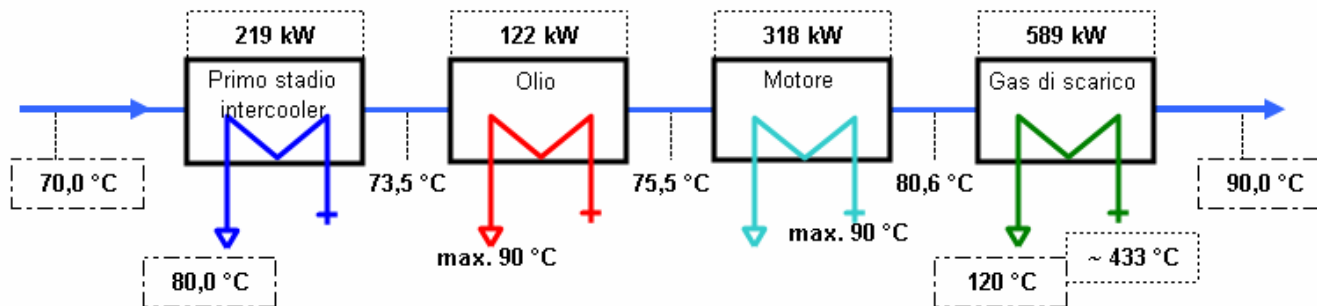 219 kW
122 kW
318 kW
589 kW
Primo stadio
intercooler
Olio
Motore
Gas di scarico
70,0 °C
73,5 °C
75,5 °C
80,6 °C
90,0 °C
80,0 °C
max. 90 °C
max. 90 °C
120 °C
~ 433 °C